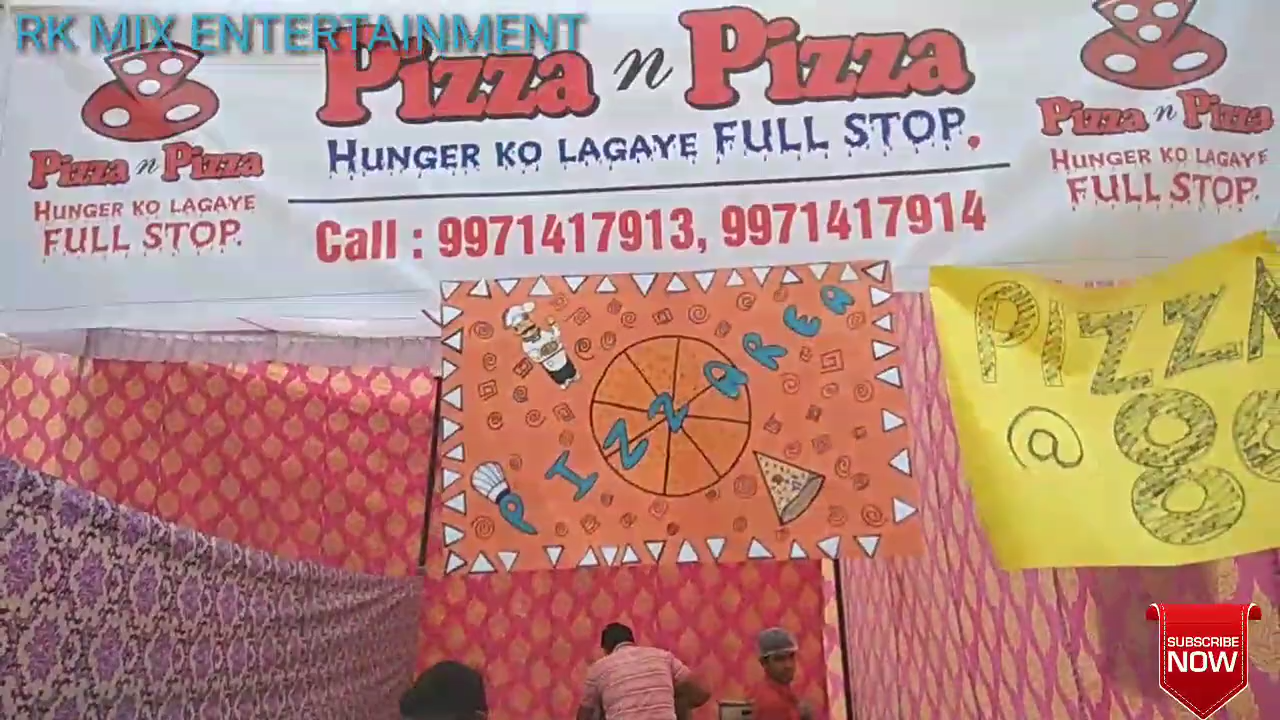 RK MIX ENTERTAINMENT
Pizza n Pizza
HUNGER KO LAGAYE FULL STOP.
Call : 9971417913, 9971417914
Pizza n Pizza
HUNGER KO LAGAYE
FULL STOP.
Pizza n Pizza
HUNGER KO LAGAYE
FULL STOP.
PIZZAREA
@
SUBSCRIBE
NOW